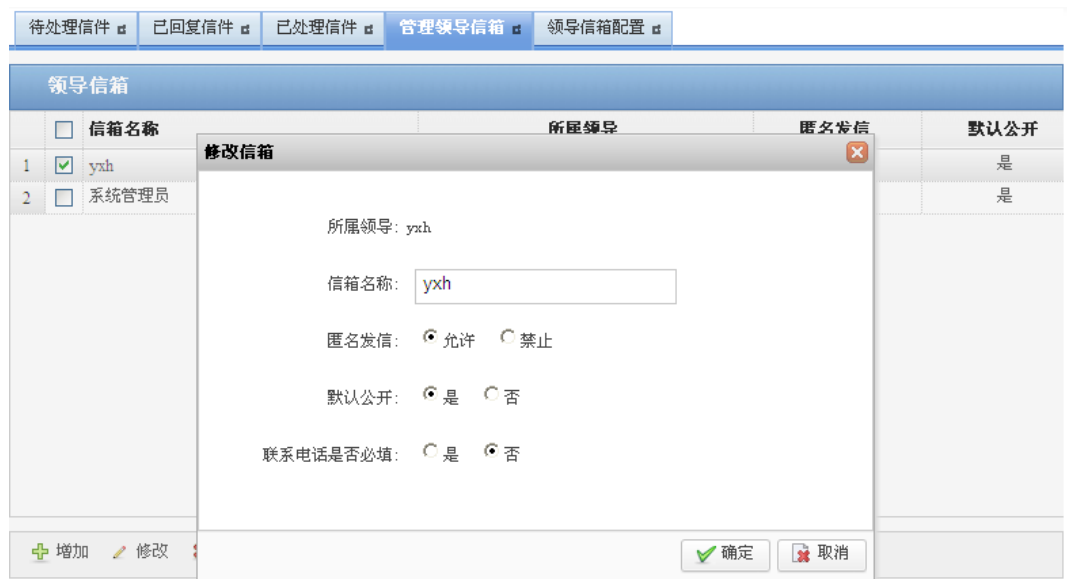 待处理信件 已回复信件 已处理信件 管理领导信箱 领导信箱配置
领导信箱
信箱名称 所属领导 匿名发信 默认公开
1 yxh 是
2 系统管理员 是
修改信箱
所属领导: yxh
信箱名称: yxh
匿名发信: 允许 禁止
默认公开: 是 否
联系电话是否必填: 是 否
增加 修改
确定 取消